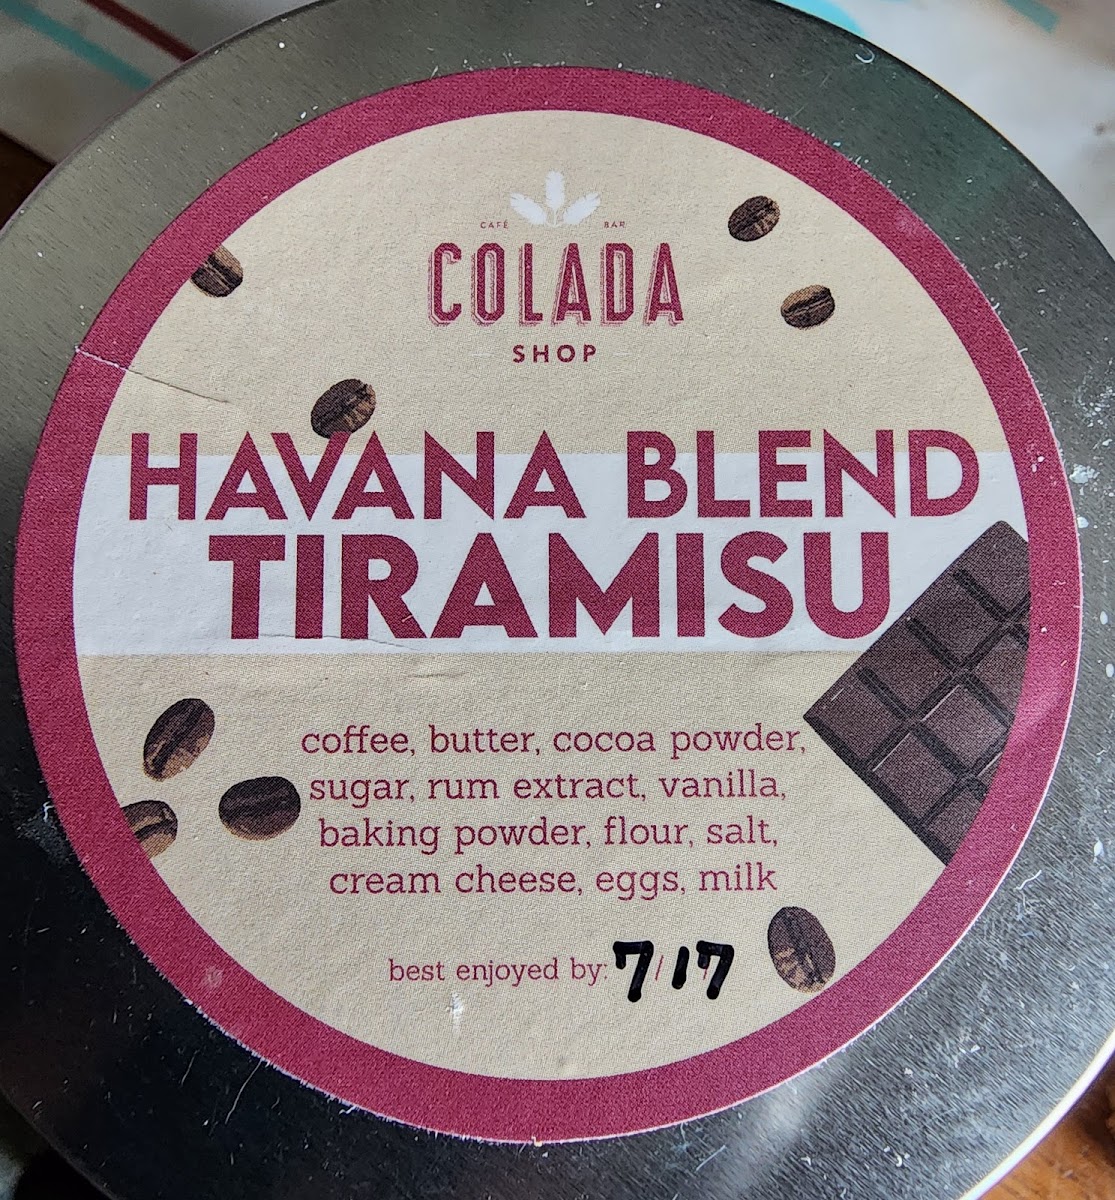 CAFÉ BAR
COLADA
SHOP
HAVANA BLEND
TIRAMISU
coffee, butter, cocoa powder,
sugar, rum extract, vanilla,
baking powder, flour, salt,
cream cheese, eggs, milk
best enjoyed by: 7/17